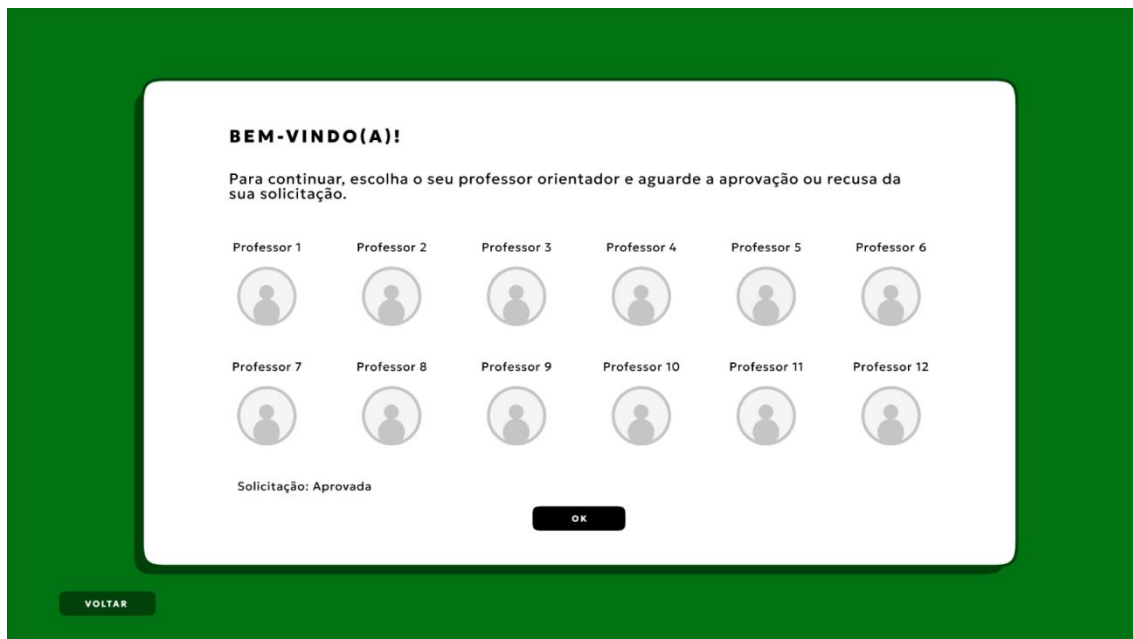 BEM-VINDO(A)!
Para continuar, escolha o seu professor orientador e aguarde a aprovação ou recusa da
sua solicitação.
Professor 1 Professor 2 Professor 3 Professor 4 Professor 5 Professor 6
Professor 7 Professor 8 Professor 9 Professor 10 Professor 11 Professor 12
Solicitação: Aprovada
OK
VOLTAR